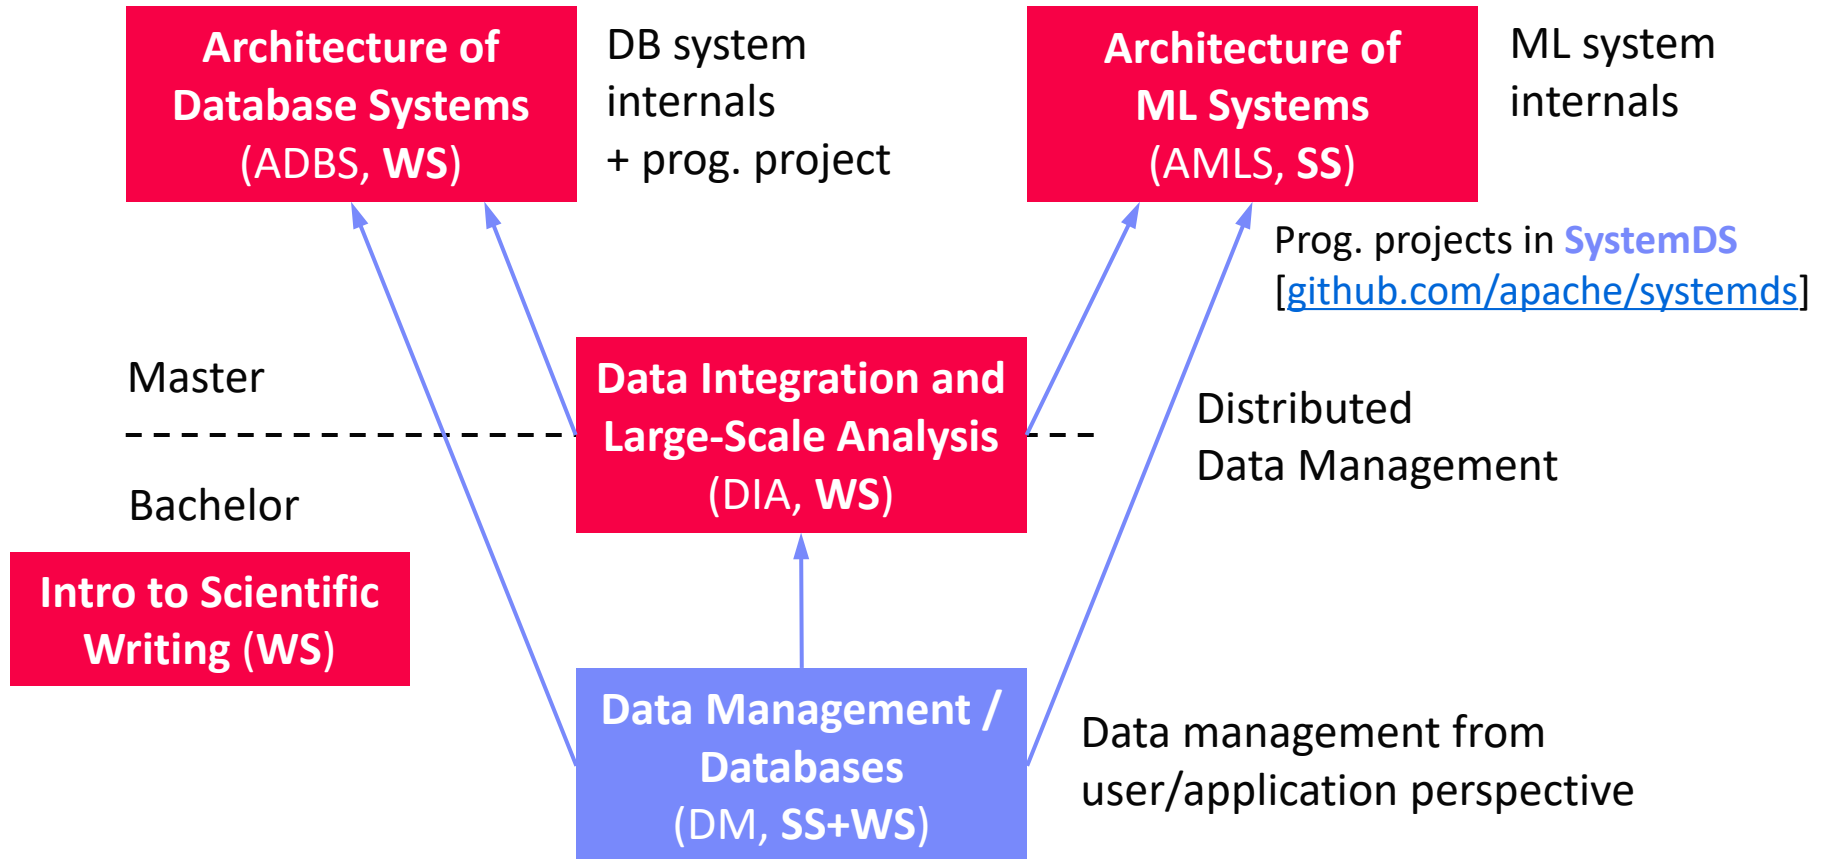 Architecture of
Database Systems
(ADBS, WS)
DB system
internals
+ prog. project
Architecture of
ML Systems
(AMLS, SS)
ML system
internals
Prog. projects in SystemDS
[github.com/apache/systemds]
Master
Data Integration and
Large-Scale Analysis
(DIA, WS)
Distributed
Data Management
Bachelor
Intro to Scientific
Writing (WS)
Data Management /
Databases
(DM, SS+WS)
Data management from
user/application perspective